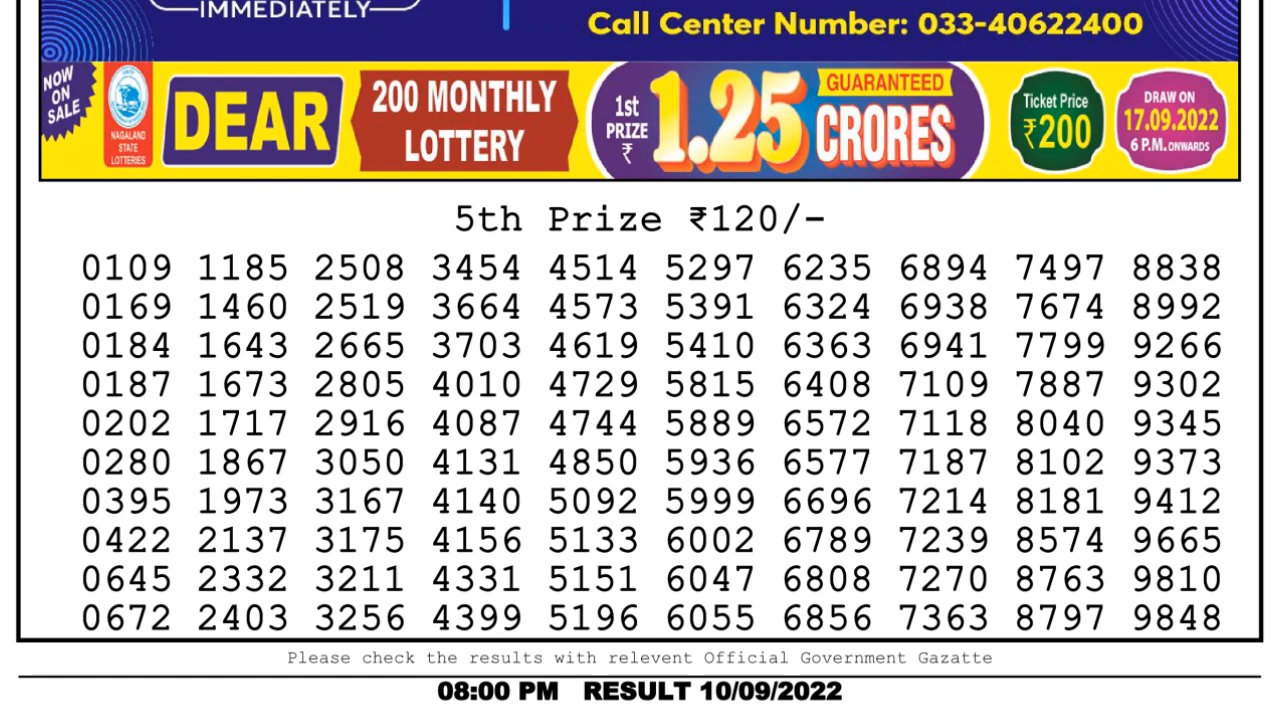 IMMEDIATELY
Call Center Number: 033-40622400
NOW
ON
SALE
NAGALAND
STATE
LOTTERIES
DEAR
200 MONTHLY
LOTTERY
1st
PRIZE
₹
1.25
GUARANTEED
CRORES
Ticket Price
₹200
DRAW ON
17.09.2022
6 P.M. ONWARDS
5th Prize ₹120/-
0109 1185 2508 3454 4514 5297 6235 6894 7497 8838
0169 1460 2519 3664 4573 5391 6324 6938 7674 8992
0184 1643 2665 3703 4619 5410 6363 6941 7799 9266
0187 1673 2805 4010 4729 5815 6408 7109 7887 9302
0202 1717 2916 4087 4744 5889 6572 7118 8040 9345
0280 1867 3050 4131 4850 5936 6577 7187 8102 9373
0395 1973 3167 4140 5092 5999 6696 7214 8181 9412
0422 2137 3175 4156 5133 6002 6789 7239 8574 9665
0645 2332 3211 4331 5151 6047 6808 7270 8763 9810
0672 2403 3256 4399 5196 6055 6856 7363 8797 9848
Please check the results with relevent Official Government Gazatte
08:00 PM RESULT 10/09/2022